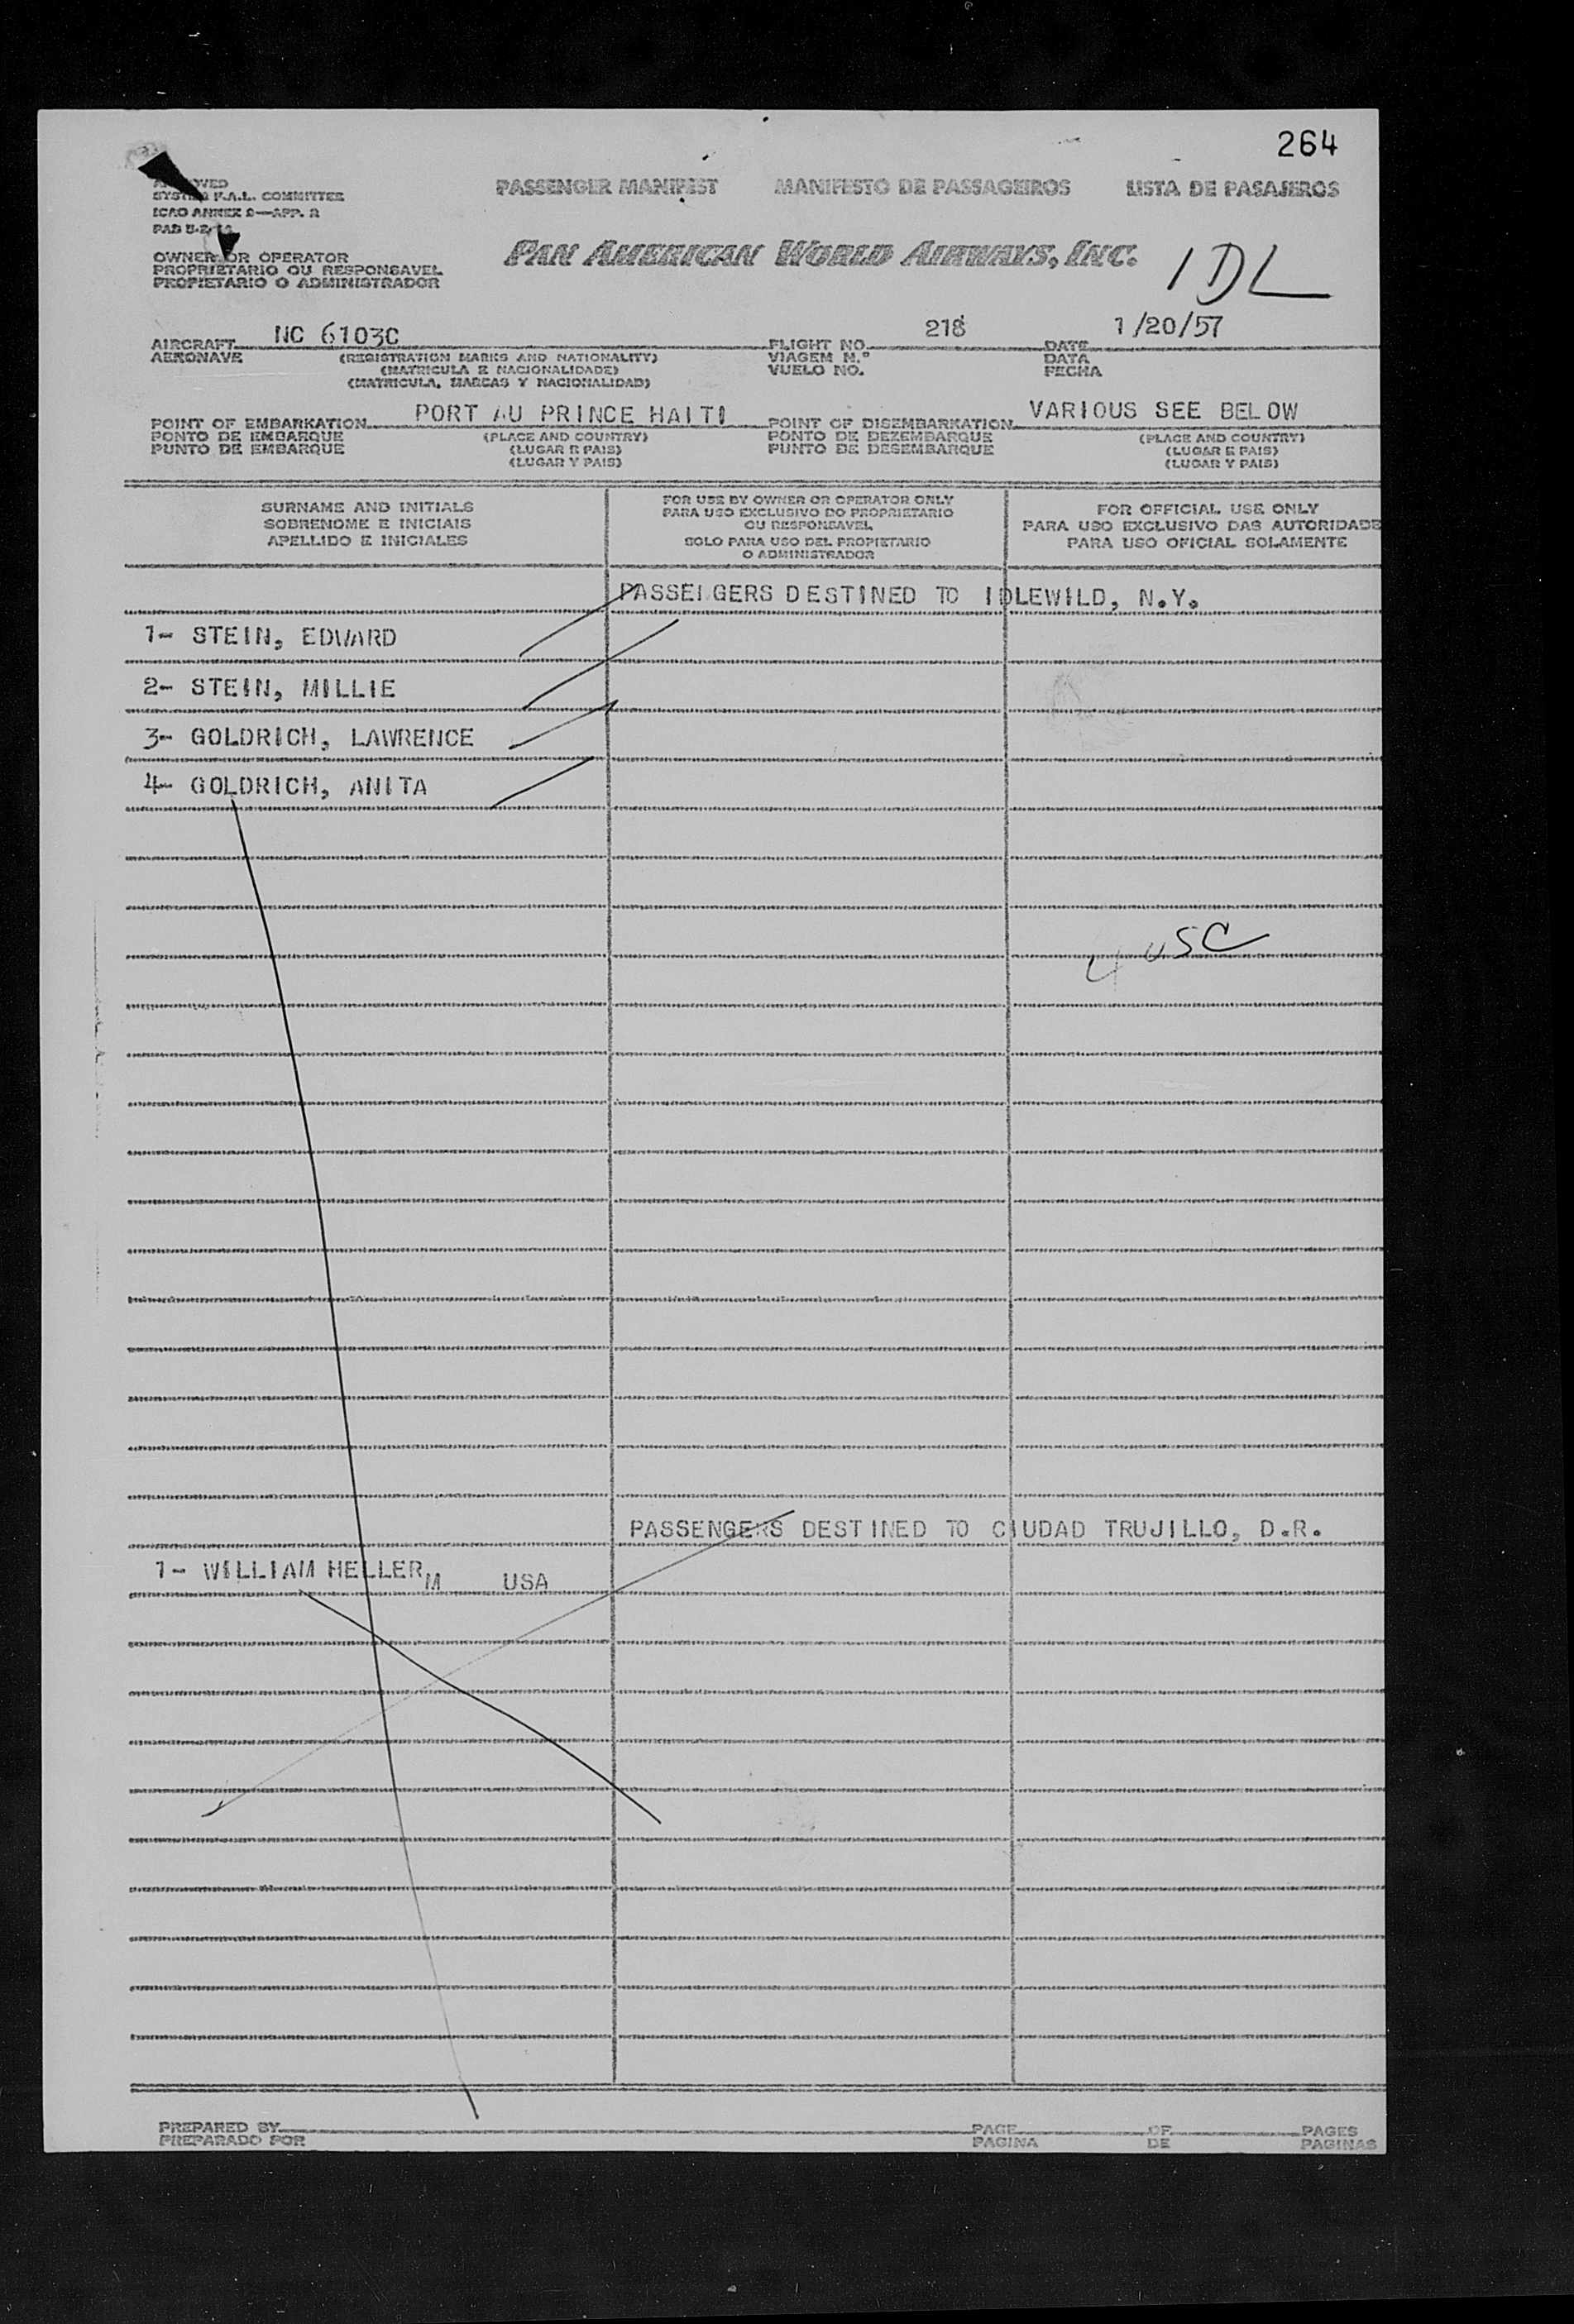 264
APPROVED
SYSTEM F.A.L. COMMITTEE
ICAO ANNEX 9—APP. 2
PASSENGER MANIFEST MANIFESTO DE PASSAGEIROS LISTA DE PASAJEROS
OWNER OR OPERATOR
PROPRIETARIO OU RESPONSAVEL
PROPIETARIO O ADMINISTRADOR
PAN AMERICAN WORLD AIRWAYS, INC.
IDL
AIRCRAFT NC 6103C FLIGHT NO. 218 DATE 1/20/57
AERONAVE (REGISTRATION MARKS AND NATIONALITY) VIAGEM N.º DATA
(MATRICULA E NACIONALIDADE) VUELO NO. FECHA
(MATRICULA, MARCAS Y NACIONALIDAD)
POINT OF EMBARKATION PORT AU PRINCE HAITI POINT OF DISEMBARKATION VARIOUS SEE BELOW
PONTO DE EMBARQUE (PLACE AND COUNTRY) PONTO DE DEZEMBARQUE (PLACE AND COUNTRY)
PUNTO DE EMBARQUE (LUGAR E PAIS) PUNTO DE DESEMBARQUE (LUGAR E PAIS)
(LUGAR Y PAIS) (LUGAR Y PAIS)
SURNAME AND INITIALS
SOBRENOME E INICIAIS
APELLIDO E INICIALES
FOR USE BY OWNER OR OPERATOR ONLY
PARA USO EXCLUSIVO DO PROPRIETARIO
OU RESPONSAVEL
SOLO PARA USO DEL PROPIETARIO
O ADMINISTRADOR
FOR OFFICIAL USE ONLY
PARA USO EXCLUSIVO DAS AUTORIDADE
PARA USO OFICIAL SOLAMENTE
PASSENGERS DESTINED TO IDLEWILD, N.Y.
1- STEIN, EDWARD
2- STEIN, MILLIE
3- GOLDRICH, LAWRENCE
4- GOLDRICH, ANITA
4 USC
PASSENGERS DESTINED TO CIUDAD TRUJILLO, D.R.
1- WILLIAM HELLER M USA
PREPARED BY PAGE OF PAGES
PREPARADO POR PAGINA DE PAGINAS